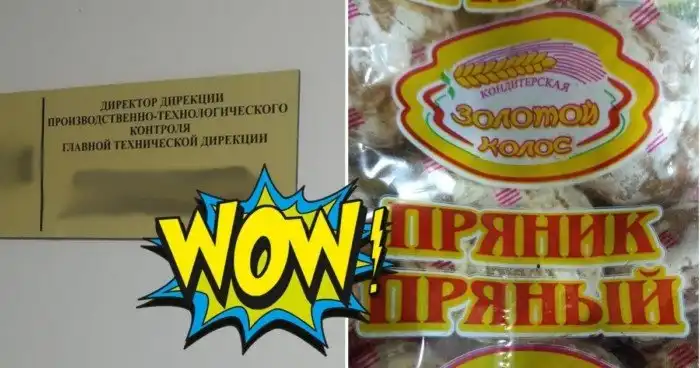 ДИРЕКТОР ДИРЕКЦИИ
ПРОИЗВОДСТВЕННО-ТЕХНОЛОГИЧЕСКОГО
КОНТРОЛЯ
ГЛАВНОЙ ТЕХНИЧЕСКОЙ ДИРЕКЦИИ
WOW!
КОНДИТЕРСКАЯ
ЗОЛОТОЙ
КОЛОС
ПРЯНИК
ПРЯНЫЙ